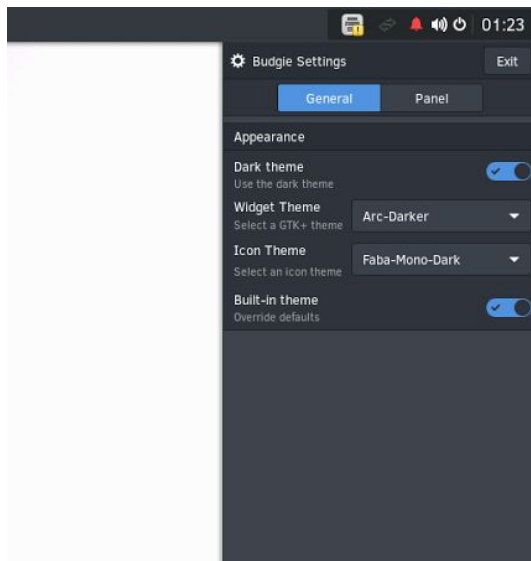 01:23
Budgie Settings
Exit
General
Panel
Appearance
Dark theme
Use the dark theme
Widget Theme
Select a GTK+ theme
Arc-Darker
Icon Theme
Select an icon theme
Faba-Mono-Dark
Built-in theme
Override defaults